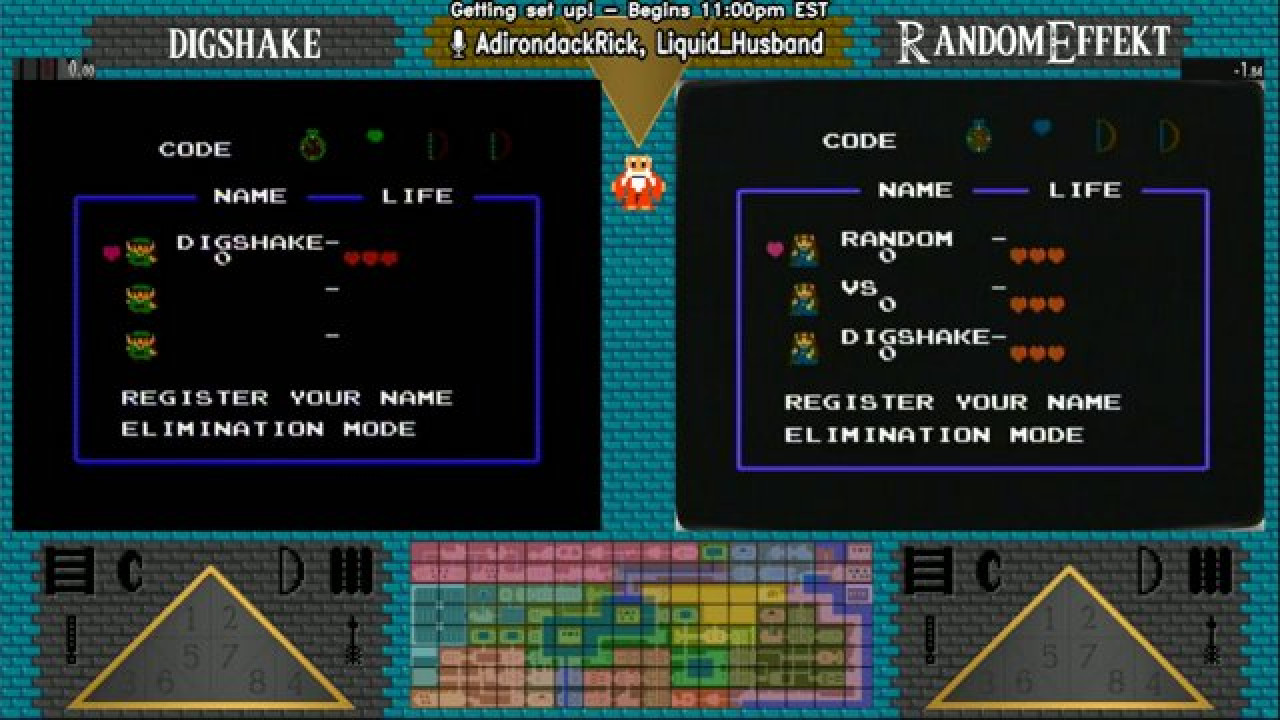 Getting set up! - Begins 11:00pm EST
DIGSHAKE
AdirondackRick, Liquid_Husband
RANDOMEFFEKT
0.00
-1.84
CODE
NAME LIFE
DIGSHAKE-
0
-
-
REGISTER YOUR NAME
ELIMINATION MODE
CODE
NAME LIFE
RANDOM -
0
VS -
0
DIGSHAKE-
0
REGISTER YOUR NAME
ELIMINATION MODE
1 2
5 7
3 6 8 4
1 2
5 7
3 6 8 4